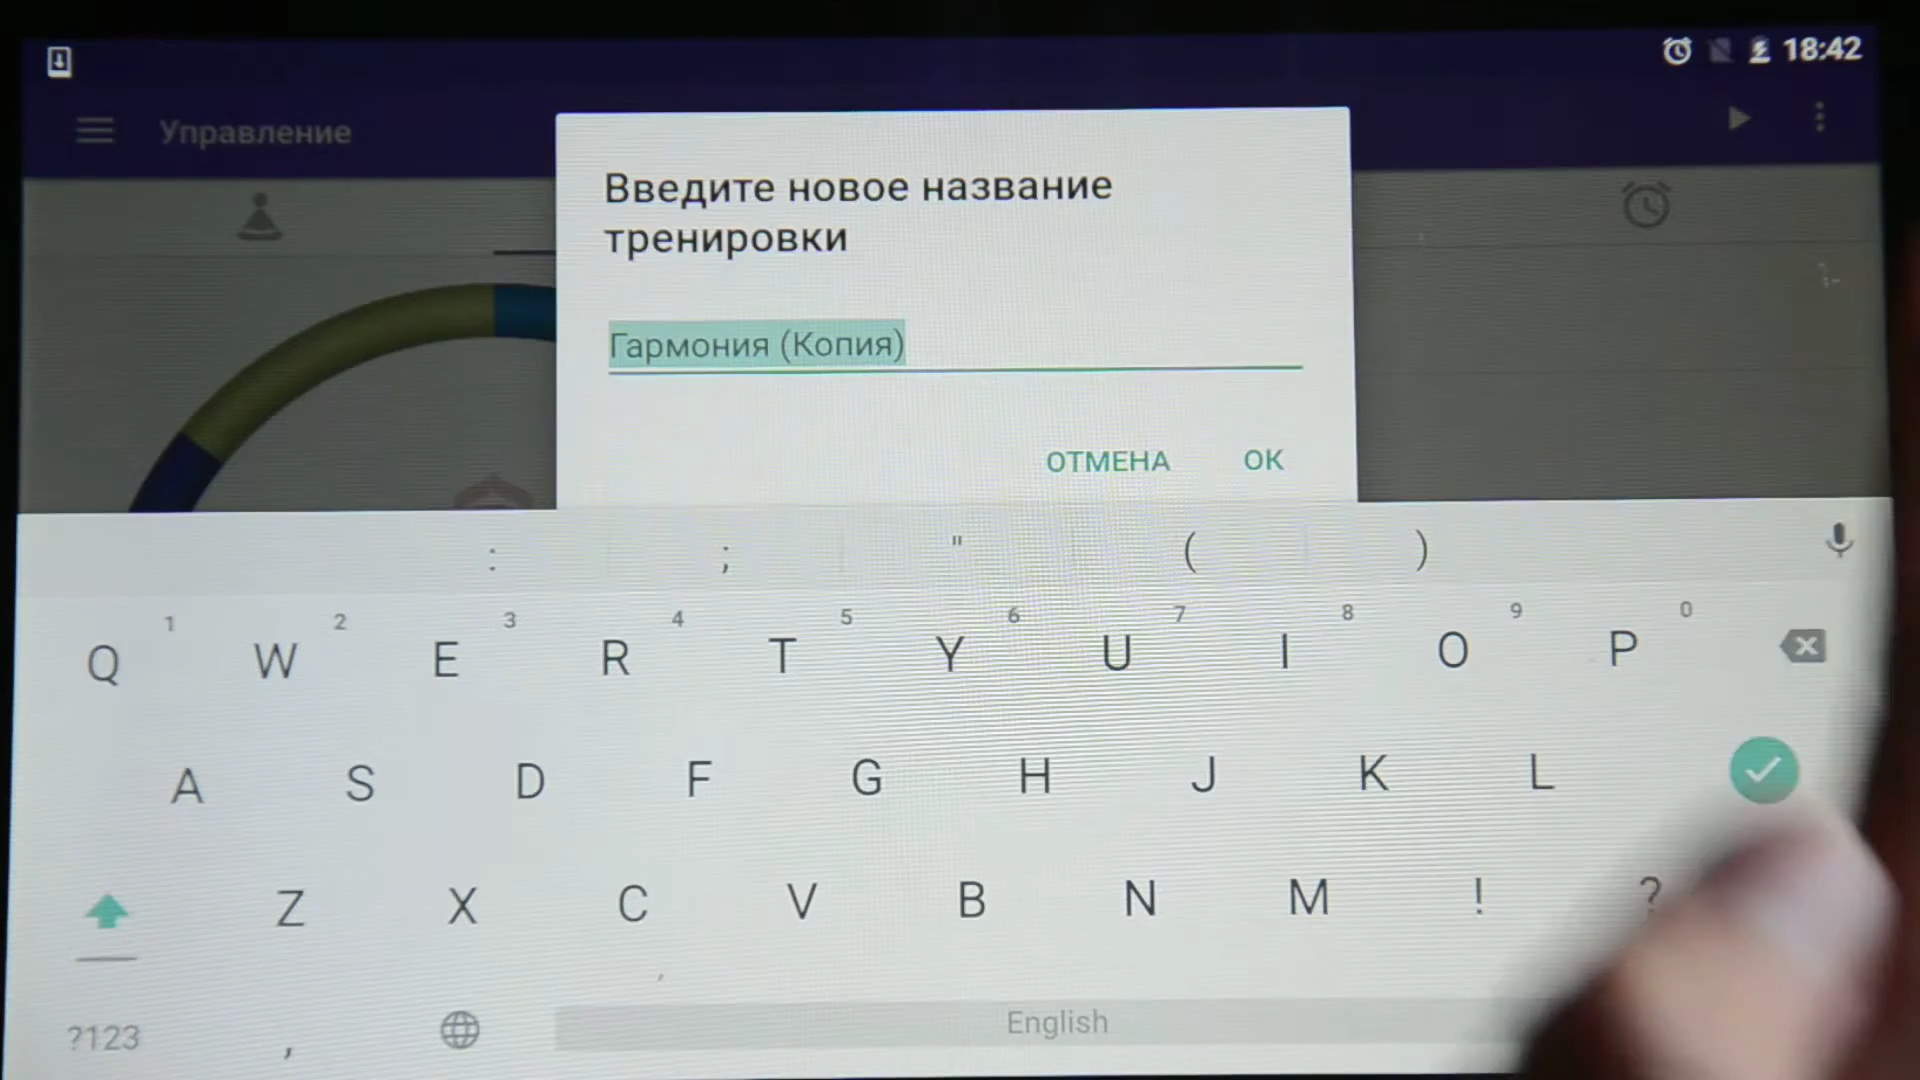 18:42
Управление
Введите новое название
тренировки
Гармония (Копия)
ОТМЕНА OK
: ; " ( )
1 2 3 4 5 6 7 8 9 0
Q W E R T Y U I O P
A S D F G H J K L
Z X C V B N M ! ?
?123 , English